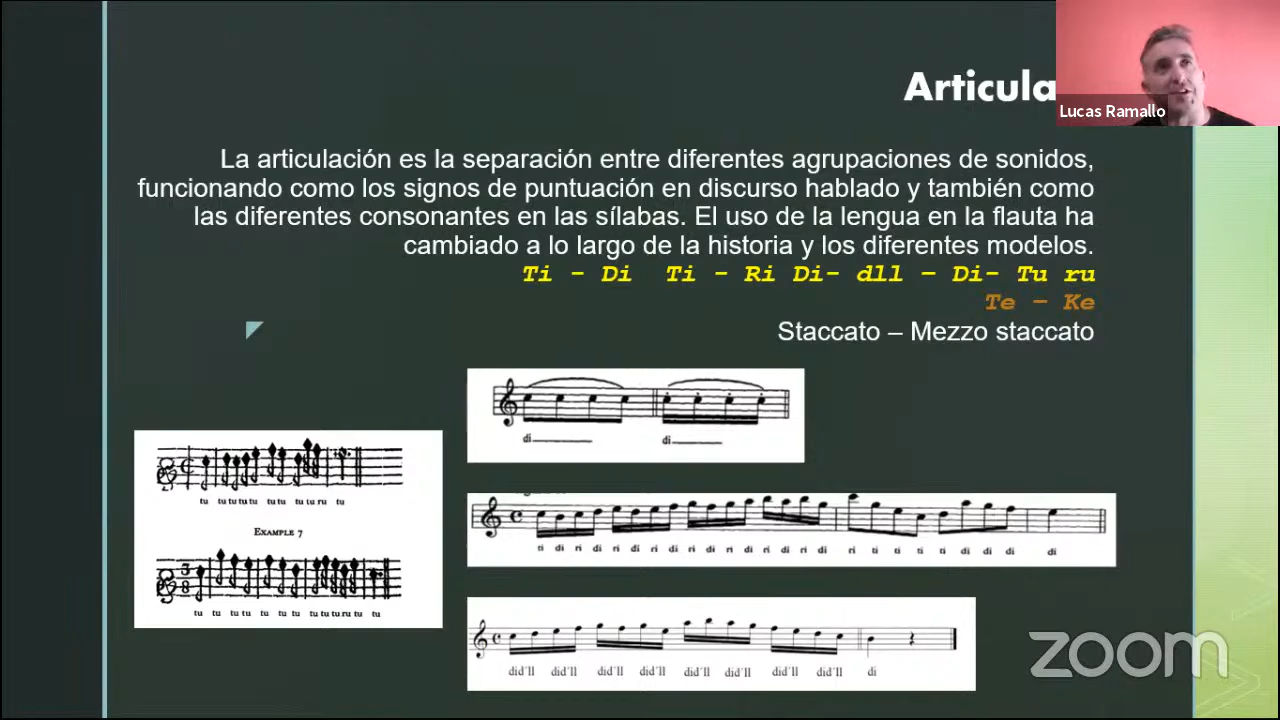 Articula
Lucas Ramallo
La articulación es la separación entre diferentes agrupaciones de sonidos,
funcionando como los signos de puntuación en discurso hablado y también como
las diferentes consonantes en las sílabas. El uso de la lengua en la flauta ha
cambiado a lo largo de la historia y los diferentes modelos.
Ti - Di Ti - Ri Di- dll – Di- Tu ru
Te – Ke
Staccato – Mezzo staccato
di di
tu tu tu tu tu tu tu tu tu ru tu
EXAMPLE 7
tu tu tu tu tu tu tu tu tu tu ru tu tu
di ri di ri di ri di ri di ri di ri di ri di ri ti ti ti di di di di
did'll did'll did'll did'll did'll did'll did'll did'll di
zoom